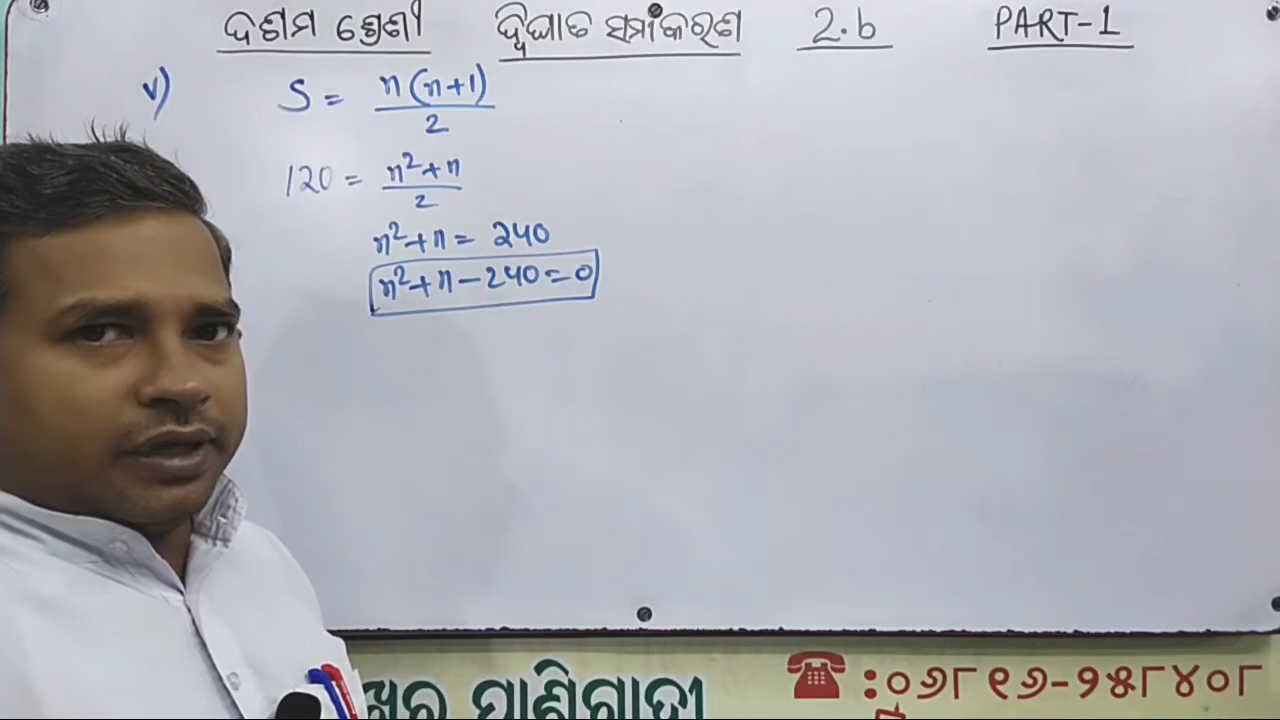 ଦଶମ ଶ୍ରେଣୀ ଦ୍ୱିଘାତ ସମୀକରଣ 2.b PART-1
v) S = n(n+1)/2
120 = n²+n/2
n²+n = 240
n²+n-240=0
ପାଣିଗ୍ରାହୀ ☎:୦୬୮୧୬-୨୫୮୪୦୮